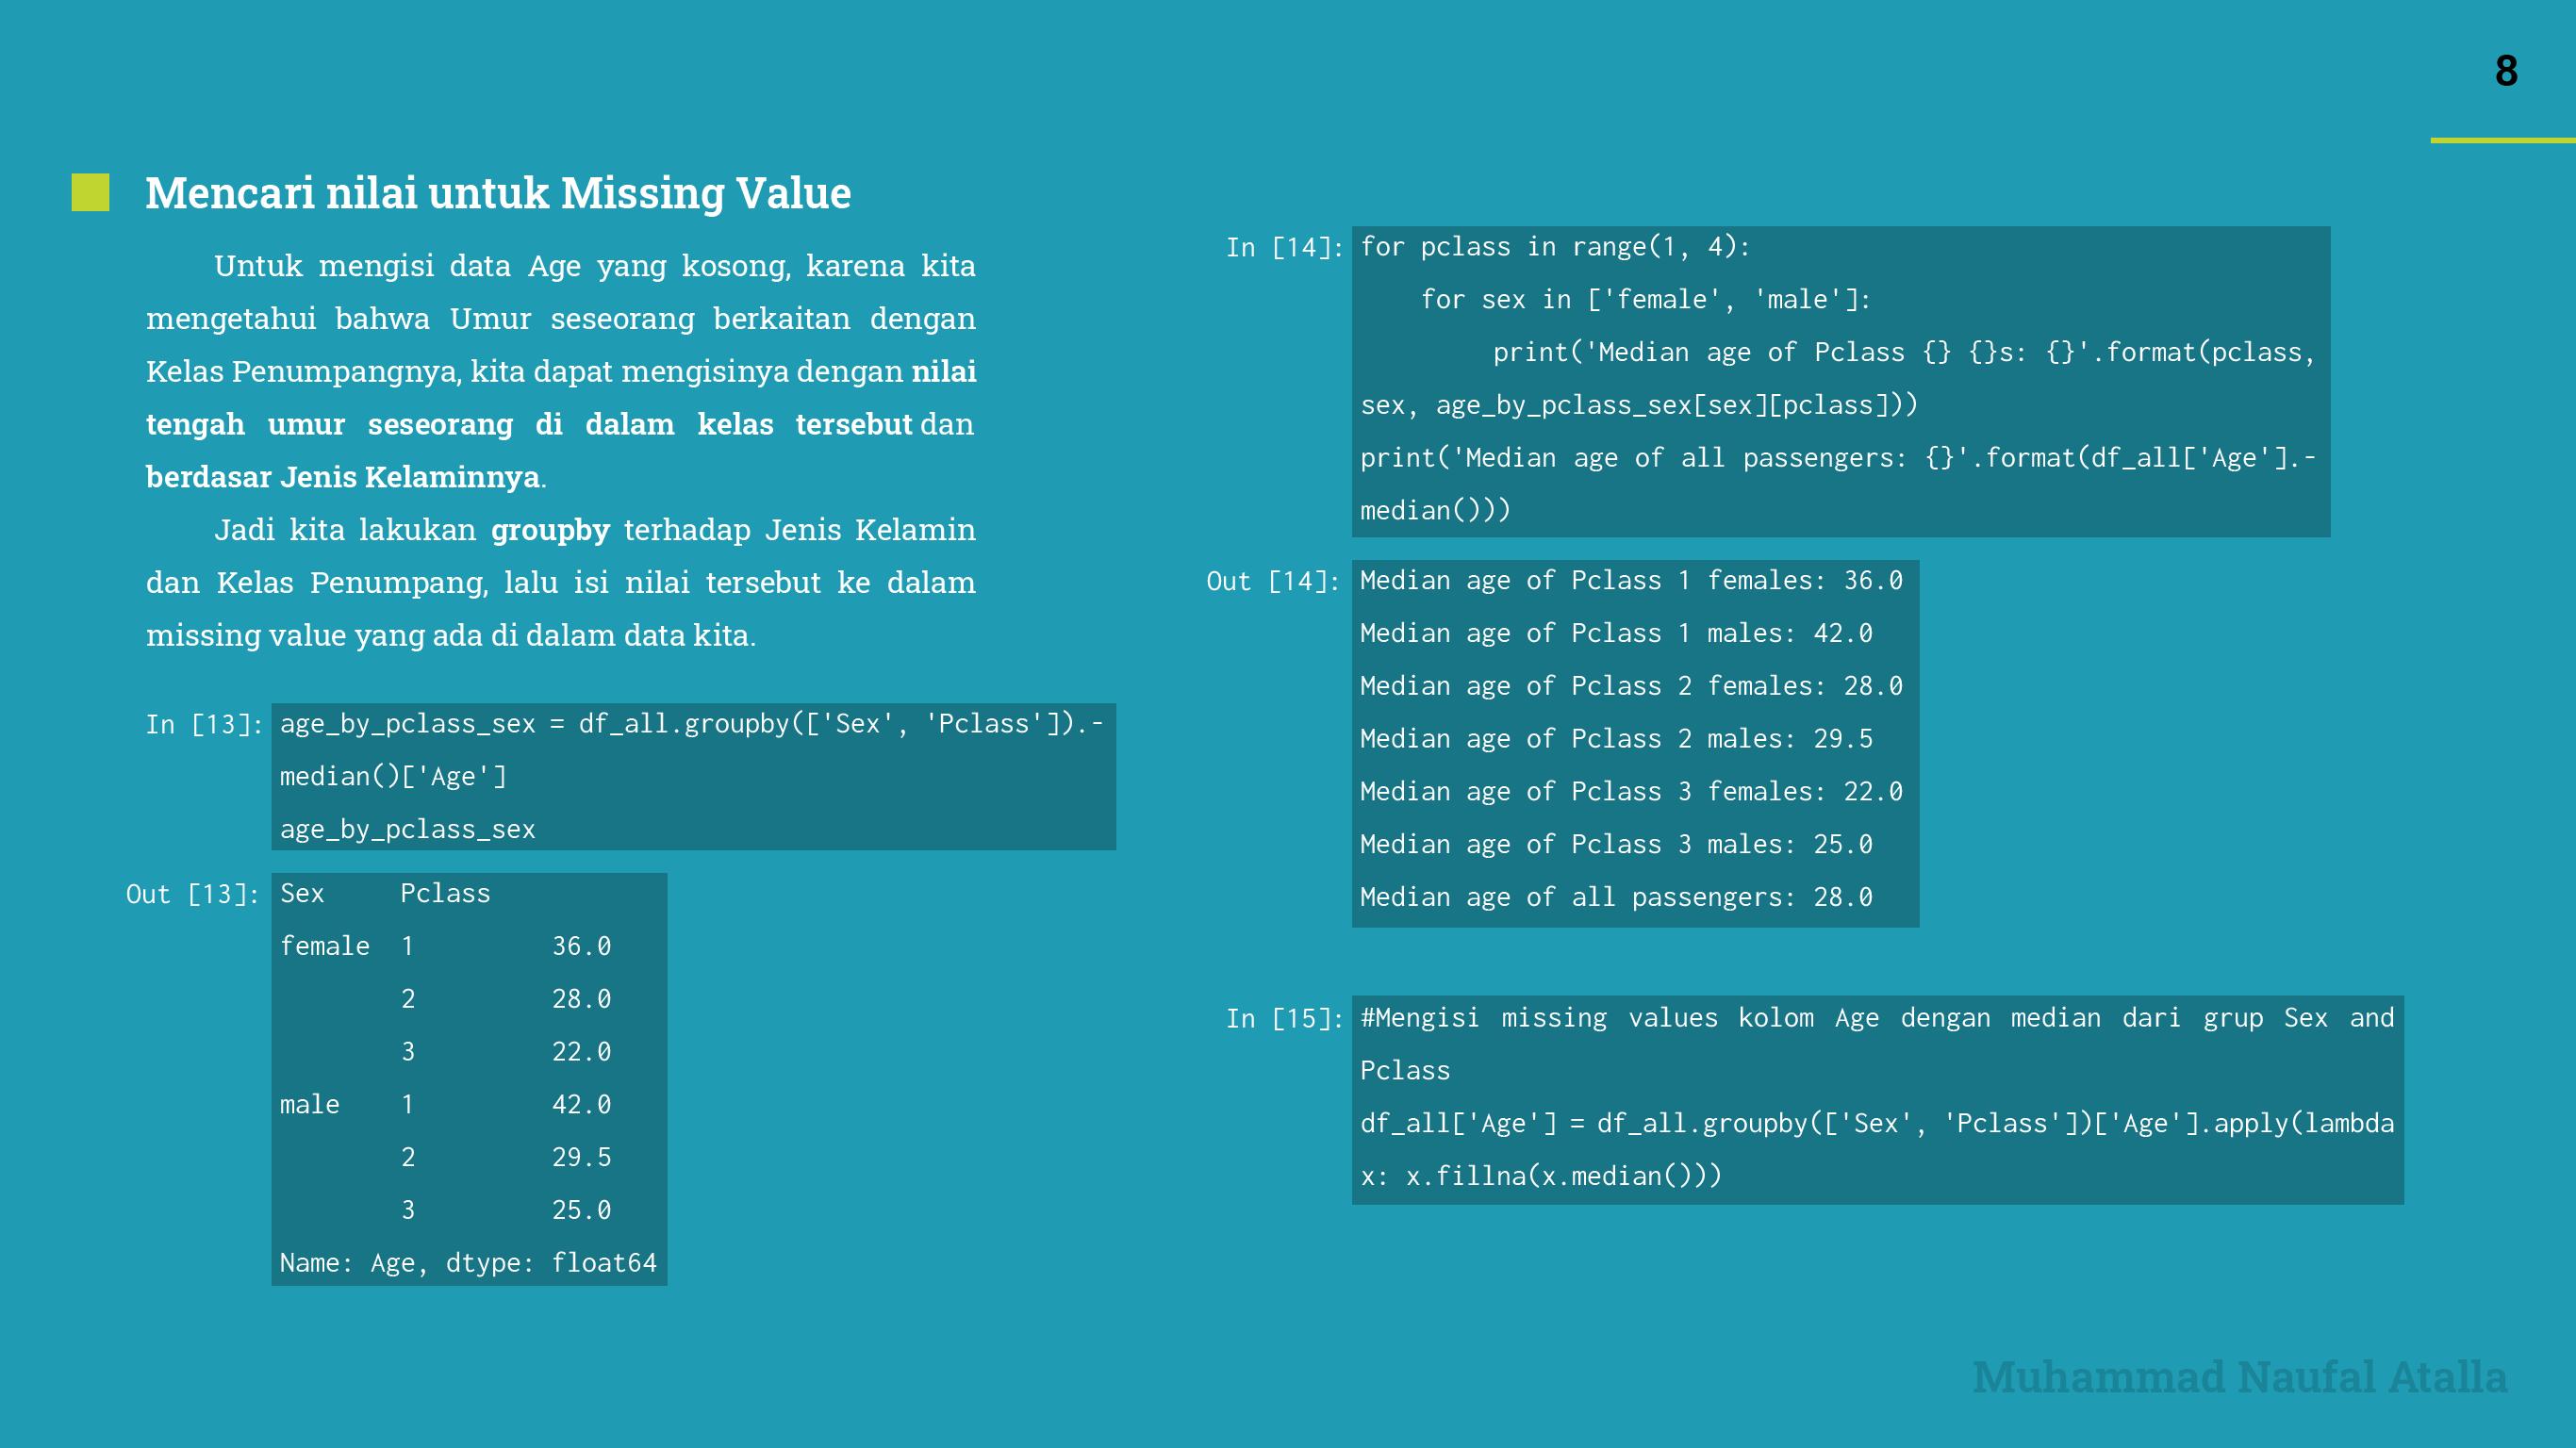 8
Mencari nilai untuk Missing Value
Untuk mengisi data Age yang kosong, karena kita
mengetahui bahwa Umur seseorang berkaitan dengan
Kelas Penumpangnya, kita dapat mengisinya dengan nilai
tengah umur seseorang di dalam kelas tersebut dan
berdasar Jenis Kelaminnya.
Jadi kita lakukan groupby terhadap Jenis Kelamin
dan Kelas Penumpang, lalu isi nilai tersebut ke dalam
missing value yang ada di dalam data kita.
In [13]: age_by_pclass_sex = df_all.groupby(['Sex', 'Pclass']).-
median()['Age']
age_by_pclass_sex
Out [13]: Sex Pclass
female 1 36.0
2 28.0
3 22.0
male 1 42.0
2 29.5
3 25.0
Name: Age, dtype: float64
In [14]: for pclass in range(1, 4):
for sex in ['female', 'male']:
print('Median age of Pclass {} {}s: {}'.format(pclass,
sex, age_by_pclass_sex[sex][pclass]))
print('Median age of all passengers: {}'.format(df_all['Age'].-
median()))
Out [14]: Median age of Pclass 1 females: 36.0
Median age of Pclass 1 males: 42.0
Median age of Pclass 2 females: 28.0
Median age of Pclass 2 males: 29.5
Median age of Pclass 3 females: 22.0
Median age of Pclass 3 males: 25.0
Median age of all passengers: 28.0
In [15]: #Mengisi missing values kolom Age dengan median dari grup Sex and
Pclass
df_all['Age'] = df_all.groupby(['Sex', 'Pclass'])['Age'].apply(lambda
x: x.fillna(x.median()))
Muhammad Naufal Atalla